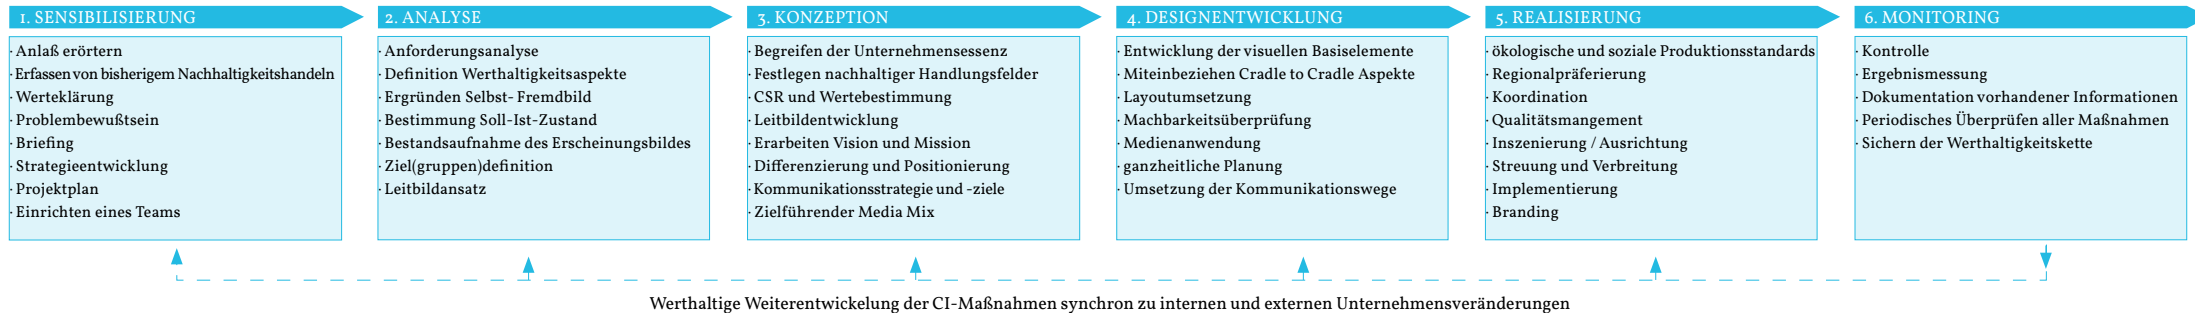 1. SENSIBILISIERUNG
· Anlaß erörtern
· Erfassen von bisherigem Nachhaltigkeitshandeln
· Werteklärung
· Problembewußtsein
· Briefing
· Strategieentwicklung
· Projektplan
· Einrichten eines Teams
2. ANALYSE
· Anforderungsanalyse
· Definition Werthaltigkeitsaspekte
· Ergründen Selbst- Fremdbild
· Bestimmung Soll-Ist-Zustand
· Bestandsaufnahme des Erscheinungsbildes
· Ziel(gruppen)definition
· Leitbildansatz
3. KONZEPTION
· Begreifen der Unternehmensessenz
· Festlegen nachhaltiger Handlungsfelder
· CSR und Wertebestimmung
· Leitbildentwicklung
· Erarbeiten Vision und Mission
· Differenzierung und Positionierung
· Kommunikationsstrategie und -ziele
· Zielführender Media Mix
4. DESIGNENTWICKLUNG
· Entwicklung der visuellen Basiselemente
· Miteinbeziehen Cradle to Cradle Aspekte
· Layoutumsetzung
· Machbarkeitsüberprüfung
· Medienanwendung
· ganzheitliche Planung
· Umsetzung der Kommunikationswege
5. REALISIERUNG
· ökologische und soziale Produktionsstandards
· Regionalpräferierung
· Koordination
· Qualitätsmangement
· Inszenierung / Ausrichtung
· Streuung und Verbreitung
· Implementierung
· Branding
6. MONITORING
· Kontrolle
· Ergebnismessung
· Dokumentation vorhandener Informationen
· Periodisches Überprüfen aller Maßnahmen
· Sichern der Werthaltigkeitskette
Werthaltige Weiterentwickelung der CI-Maßnahmen synchron zu internen und externen Unternehmensveränderungen